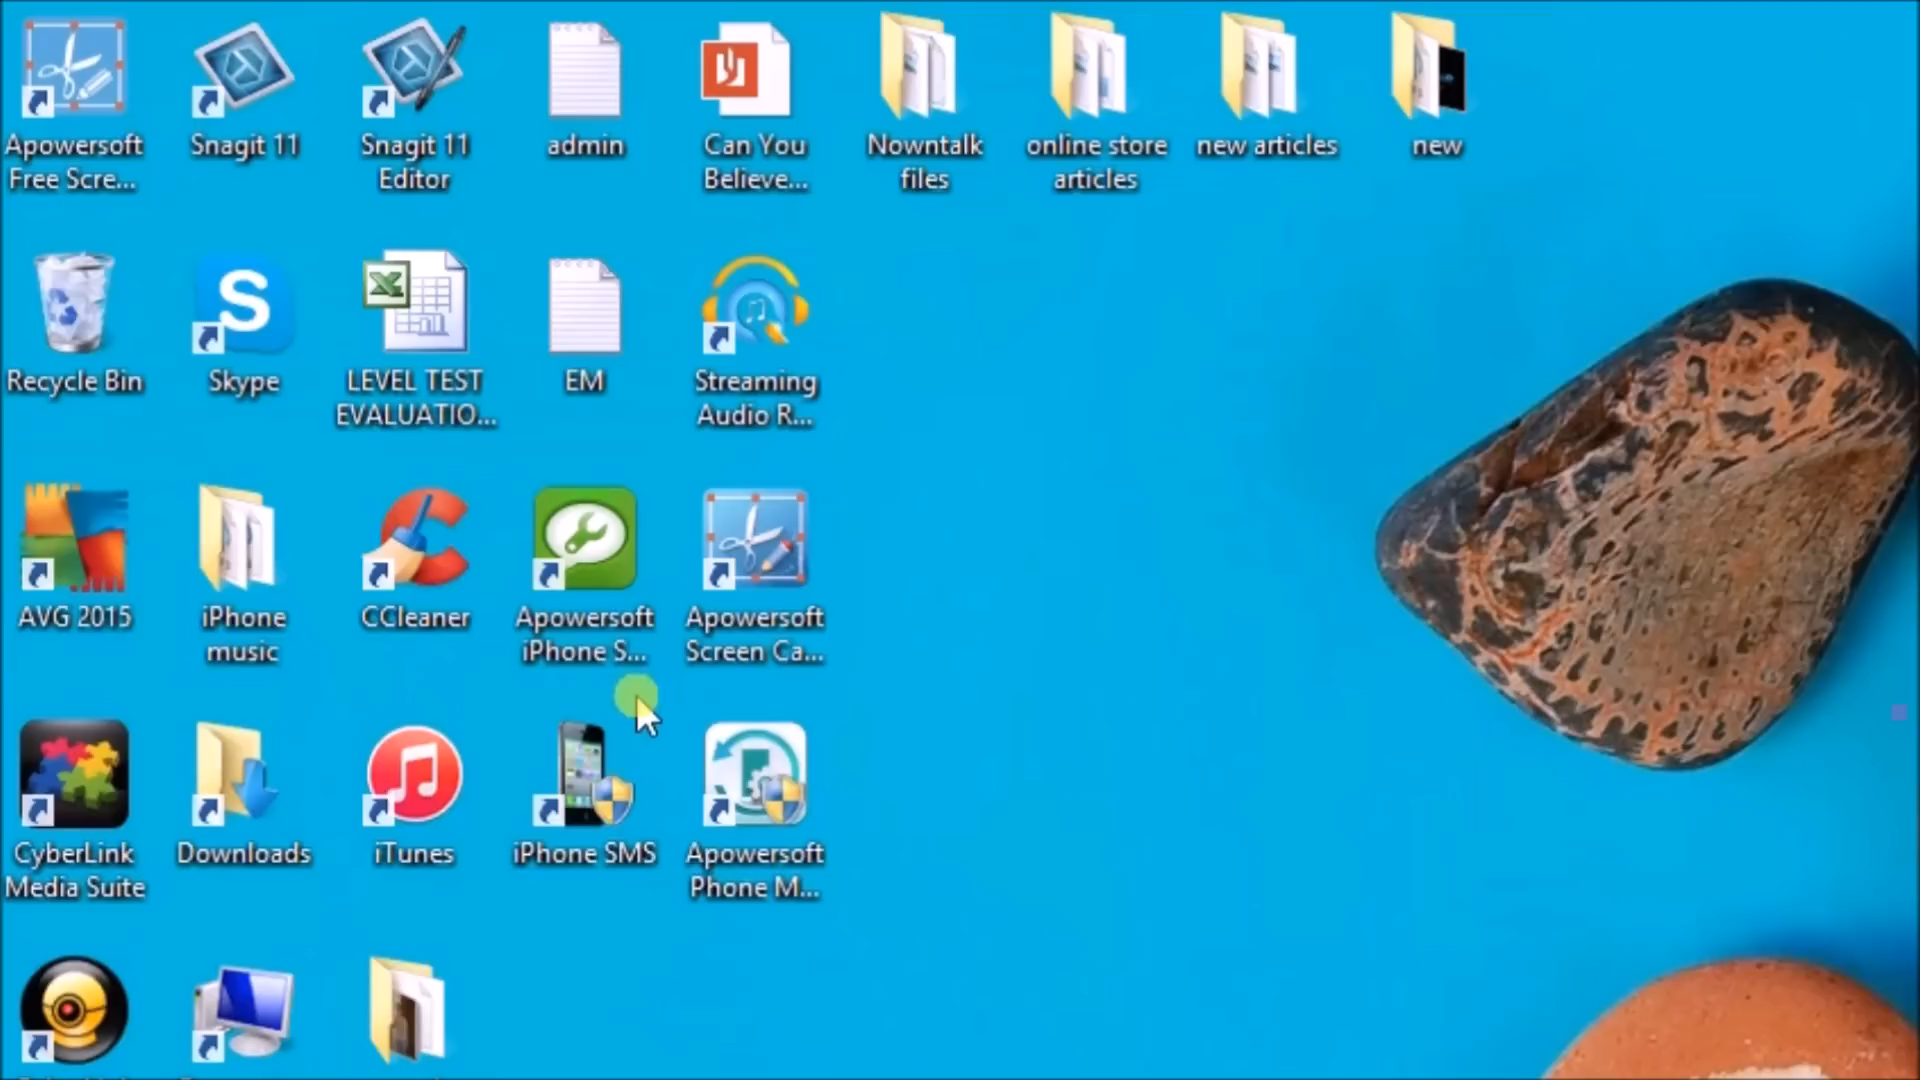 Apowersoft
Free Scre...
Snagit 11
Snagit 11
Editor
admin
Can You
Believe...
Nowntalk
files
online store
articles
new articles
new
Recycle Bin
Skype
LEVEL TEST
EVALUATIO...
EM
Streaming
Audio R...
AVG 2015
iPhone
music
CCleaner
Apowersoft
iPhone S...
Apowersoft
Screen Ca...
CyberLink
Media Suite
Downloads
iTunes
iPhone SMS
Apowersoft
Phone M...